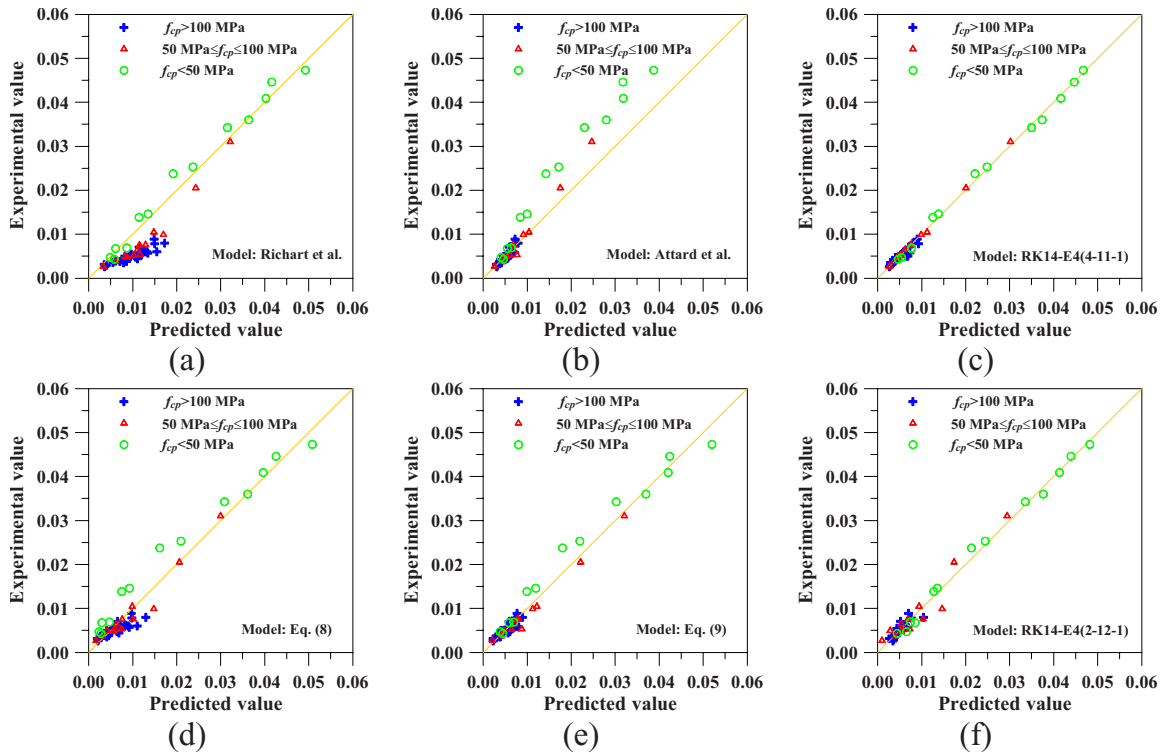 0.06
0.05
0.04
0.03
0.02
0.01
0.00
Experimental value
f_cp>100 MPa
50 MPa≤f_cp≤100 MPa
f_cp<50 MPa
Model: Richart et al.
0.00 0.01 0.02 0.03 0.04 0.05 0.06
Predicted value
(a)
0.06
0.05
0.04
0.03
0.02
0.01
0.00
Experimental value
f_cp>100 MPa
50 MPa≤f_cp≤100 MPa
f_cp<50 MPa
Model: Attard et al.
0.00 0.01 0.02 0.03 0.04 0.05 0.06
Predicted value
(b)
0.06
0.05
0.04
0.03
0.02
0.01
0.00
Experimental value
f_cp>100 MPa
50 MPa≤f_cp≤100 MPa
f_cp<50 MPa
Model: RK14-E4(4-11-1)
0.00 0.01 0.02 0.03 0.04 0.05 0.06
Predicted value
(c)
0.06
0.05
0.04
0.03
0.02
0.01
0.00
Experimental value
f_cp>100 MPa
50 MPa≤f_cp≤100 MPa
f_cp<50 MPa
Model: Eq. (8)
0.00 0.01 0.02 0.03 0.04 0.05 0.06
Predicted value
(d)
0.06
0.05
0.04
0.03
0.02
0.01
0.00
Experimental value
f_cp>100 MPa
50 MPa≤f_cp≤100 MPa
f_cp<50 MPa
Model: Eq. (9)
0.00 0.01 0.02 0.03 0.04 0.05 0.06
Predicted value
(e)
0.06
0.05
0.04
0.03
0.02
0.01
0.00
Experimental value
f_cp>100 MPa
50 MPa≤f_cp≤100 MPa
f_cp<50 MPa
Model: RK14-E4(2-12-1)
0.00 0.01 0.02 0.03 0.04 0.05 0.06
Predicted value
(f)